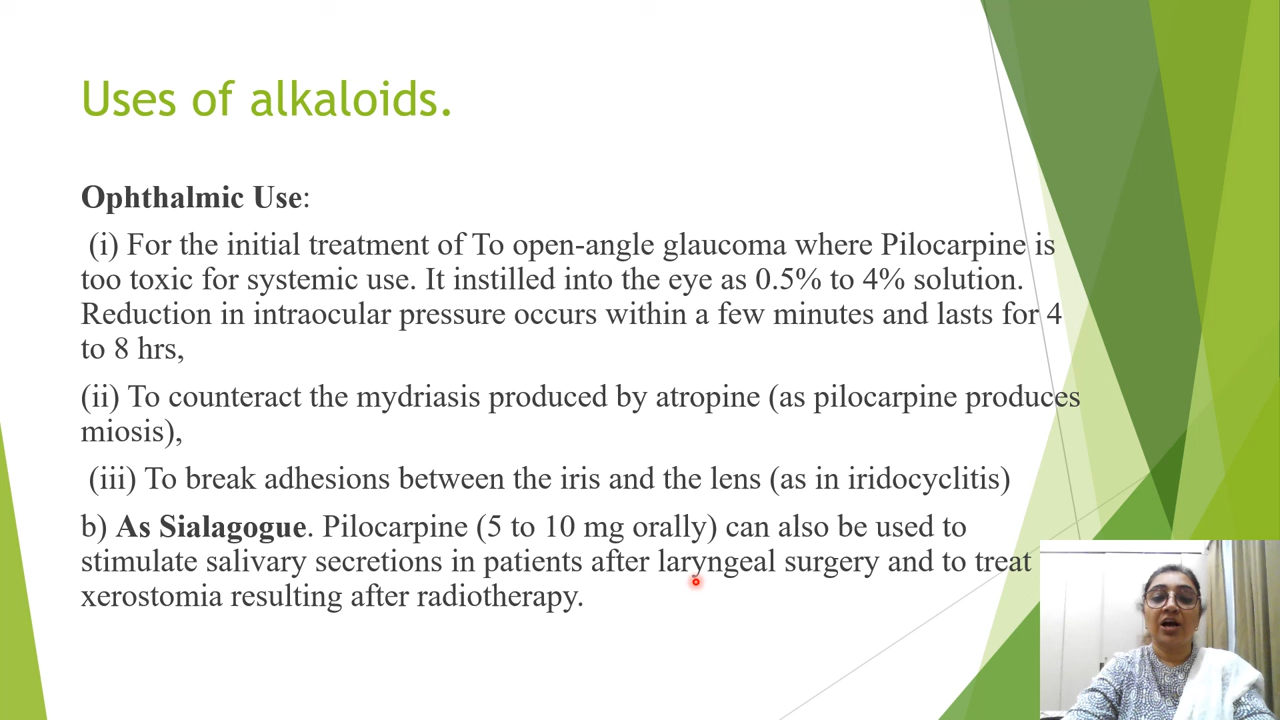 Uses of alkaloids.
Ophthalmic Use:
(i) For the initial treatment of To open-angle glaucoma where Pilocarpine is
too toxic for systemic use. It instilled into the eye as 0.5% to 4% solution.
Reduction in intraocular pressure occurs within a few minutes and lasts for 4
to 8 hrs,
(ii) To counteract the mydriasis produced by atropine (as pilocarpine produces
miosis),
(iii) To break adhesions between the iris and the lens (as in iridocyclitis)
b) As Sialagogue. Pilocarpine (5 to 10 mg orally) can also be used to
stimulate salivary secretions in patients after laryngeal surgery and to treat
xerostomia resulting after radiotherapy.